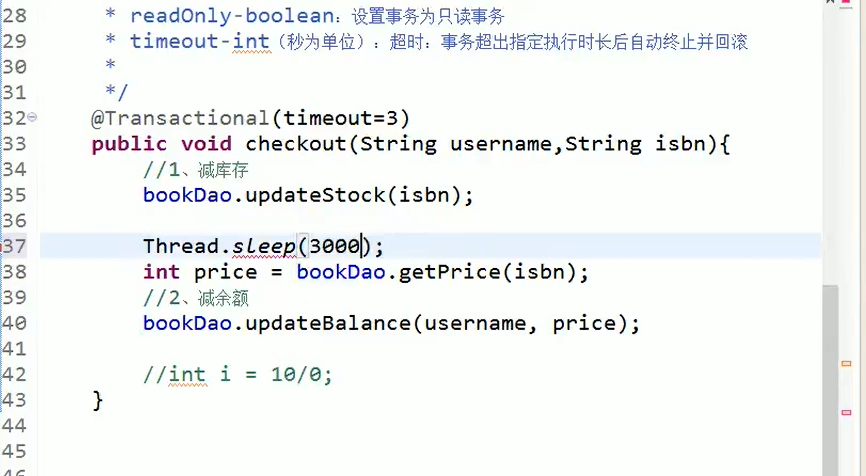 28 * readOnly-boolean：设置事务为只读事务
29 * timeout-int（秒为单位）：超时：事务超出指定执行时长后自动终止并回滚
30 *
31 */
32 @Transactional(timeout=3)
33 public void checkout(String username,String isbn){
34 //1、减库存
35 bookDao.updateStock(isbn);
36
37 Thread.sleep(3000);
38 int price = bookDao.getPrice(isbn);
39 //2、减余额
40 bookDao.updateBalance(username, price);
41
42 //int i = 10/0;
43 }
44
45
46